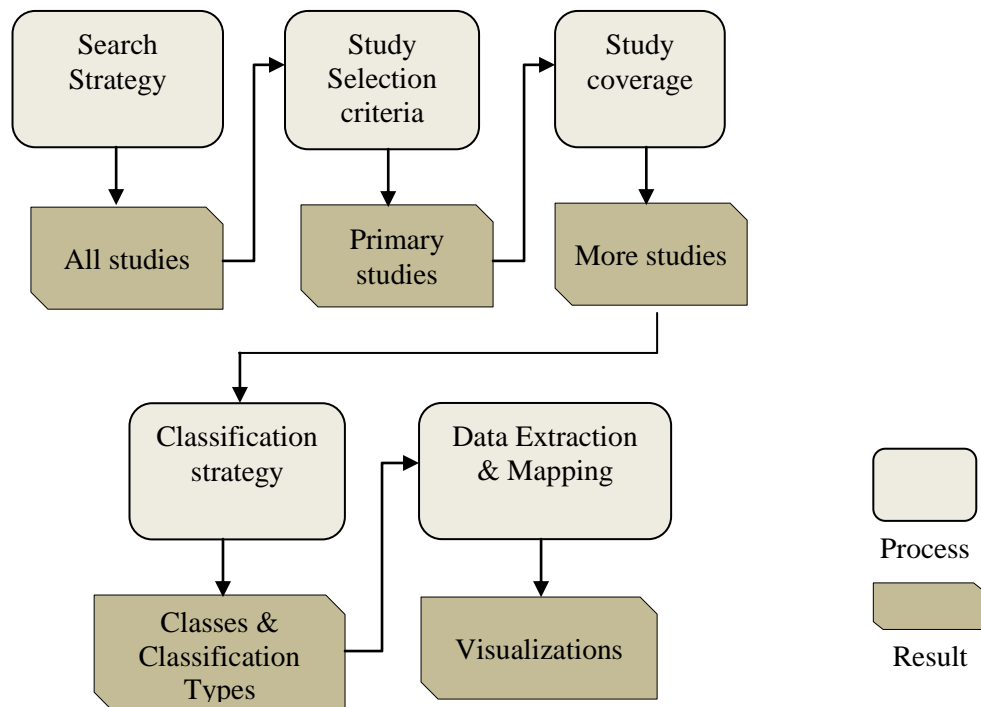 Search
Strategy
Study
Selection
criteria
Study
coverage
All studies
Primary
studies
More studies
Classification
strategy
Data Extraction
& Mapping
Process
Classes &
Classification
Types
Visualizations
Result